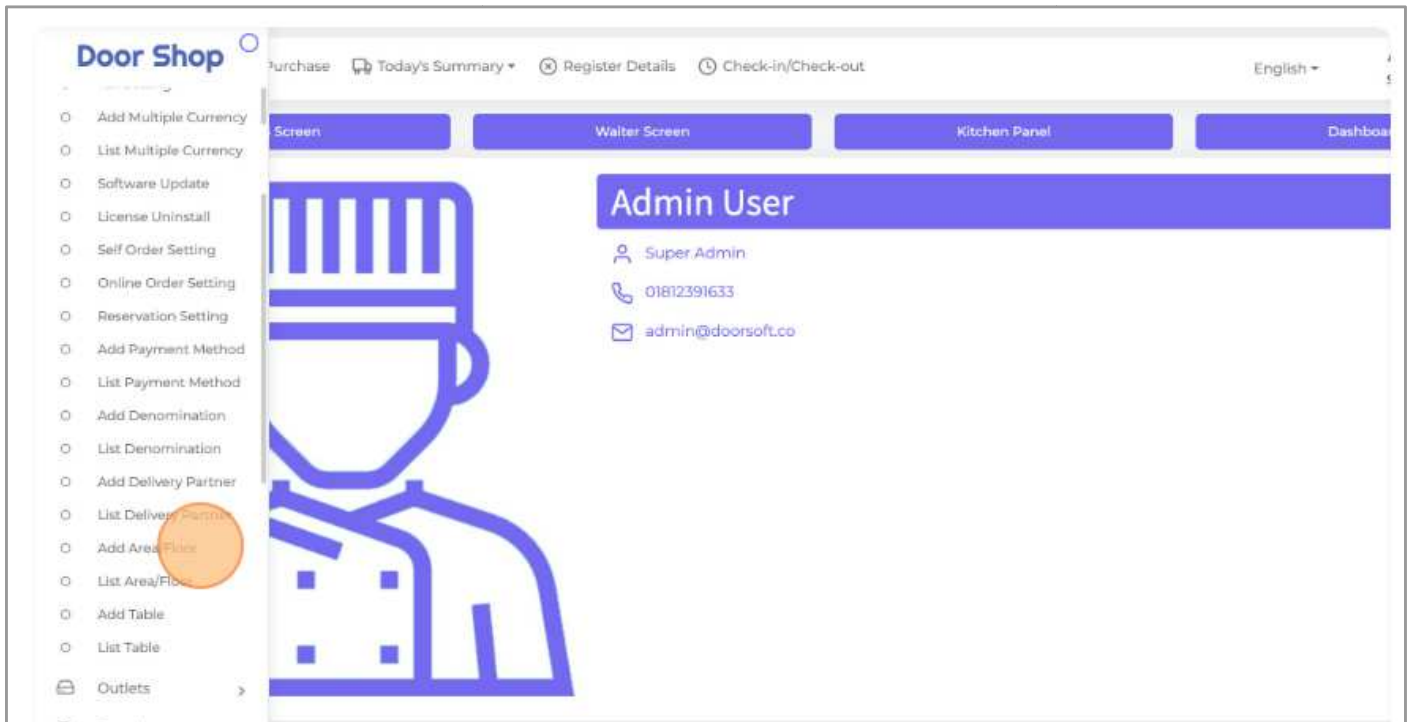 Door Shop
Purchase Today's Summary Register Details Check-in/Check-out English
Add Multiple Currency
List Multiple Currency
Software Update
License Uninstall
Self Order Setting
Online Order Setting
Reservation Setting
Add Payment Method
List Payment Method
Add Denomination
List Denomination
Add Delivery Partner
List Delivery Partner
Add Area/Floor
List Area/Floor
Add Table
List Table
Outlets
Screen Waiter Screen Kitchen Panel
Admin User
Super Admin
01812391633
admin@doorsoft.co